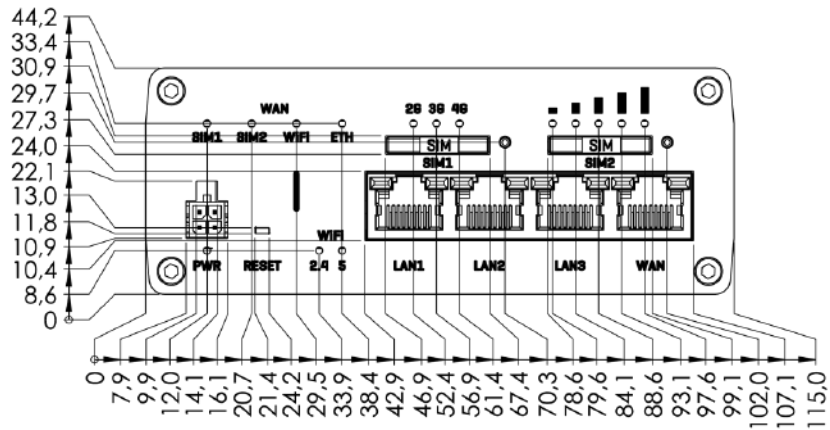 44,2
33,4
30,9
29,7
27,3
24,0
22,1
13,0
11,8
10,9
10,4
8,6
0
WAN
SIM1 SIM2 WiFi ETH
2G 3G 4G
SIM
SIM1
SIM
SIM2
PWR RESET
WiFi
2.4 5
LAN1 LAN2 LAN3 WAN
0 7,9 9,9 12,0 14,1 16,1 20,7 21,4 24,2 29,5 33,9 38,4 42,9 46,9 52,4 56,9 61,4 67,4 70,3 78,6 79,6 84,1 88,6 93,1 97,6 99,1 102,0 107,1 115,0